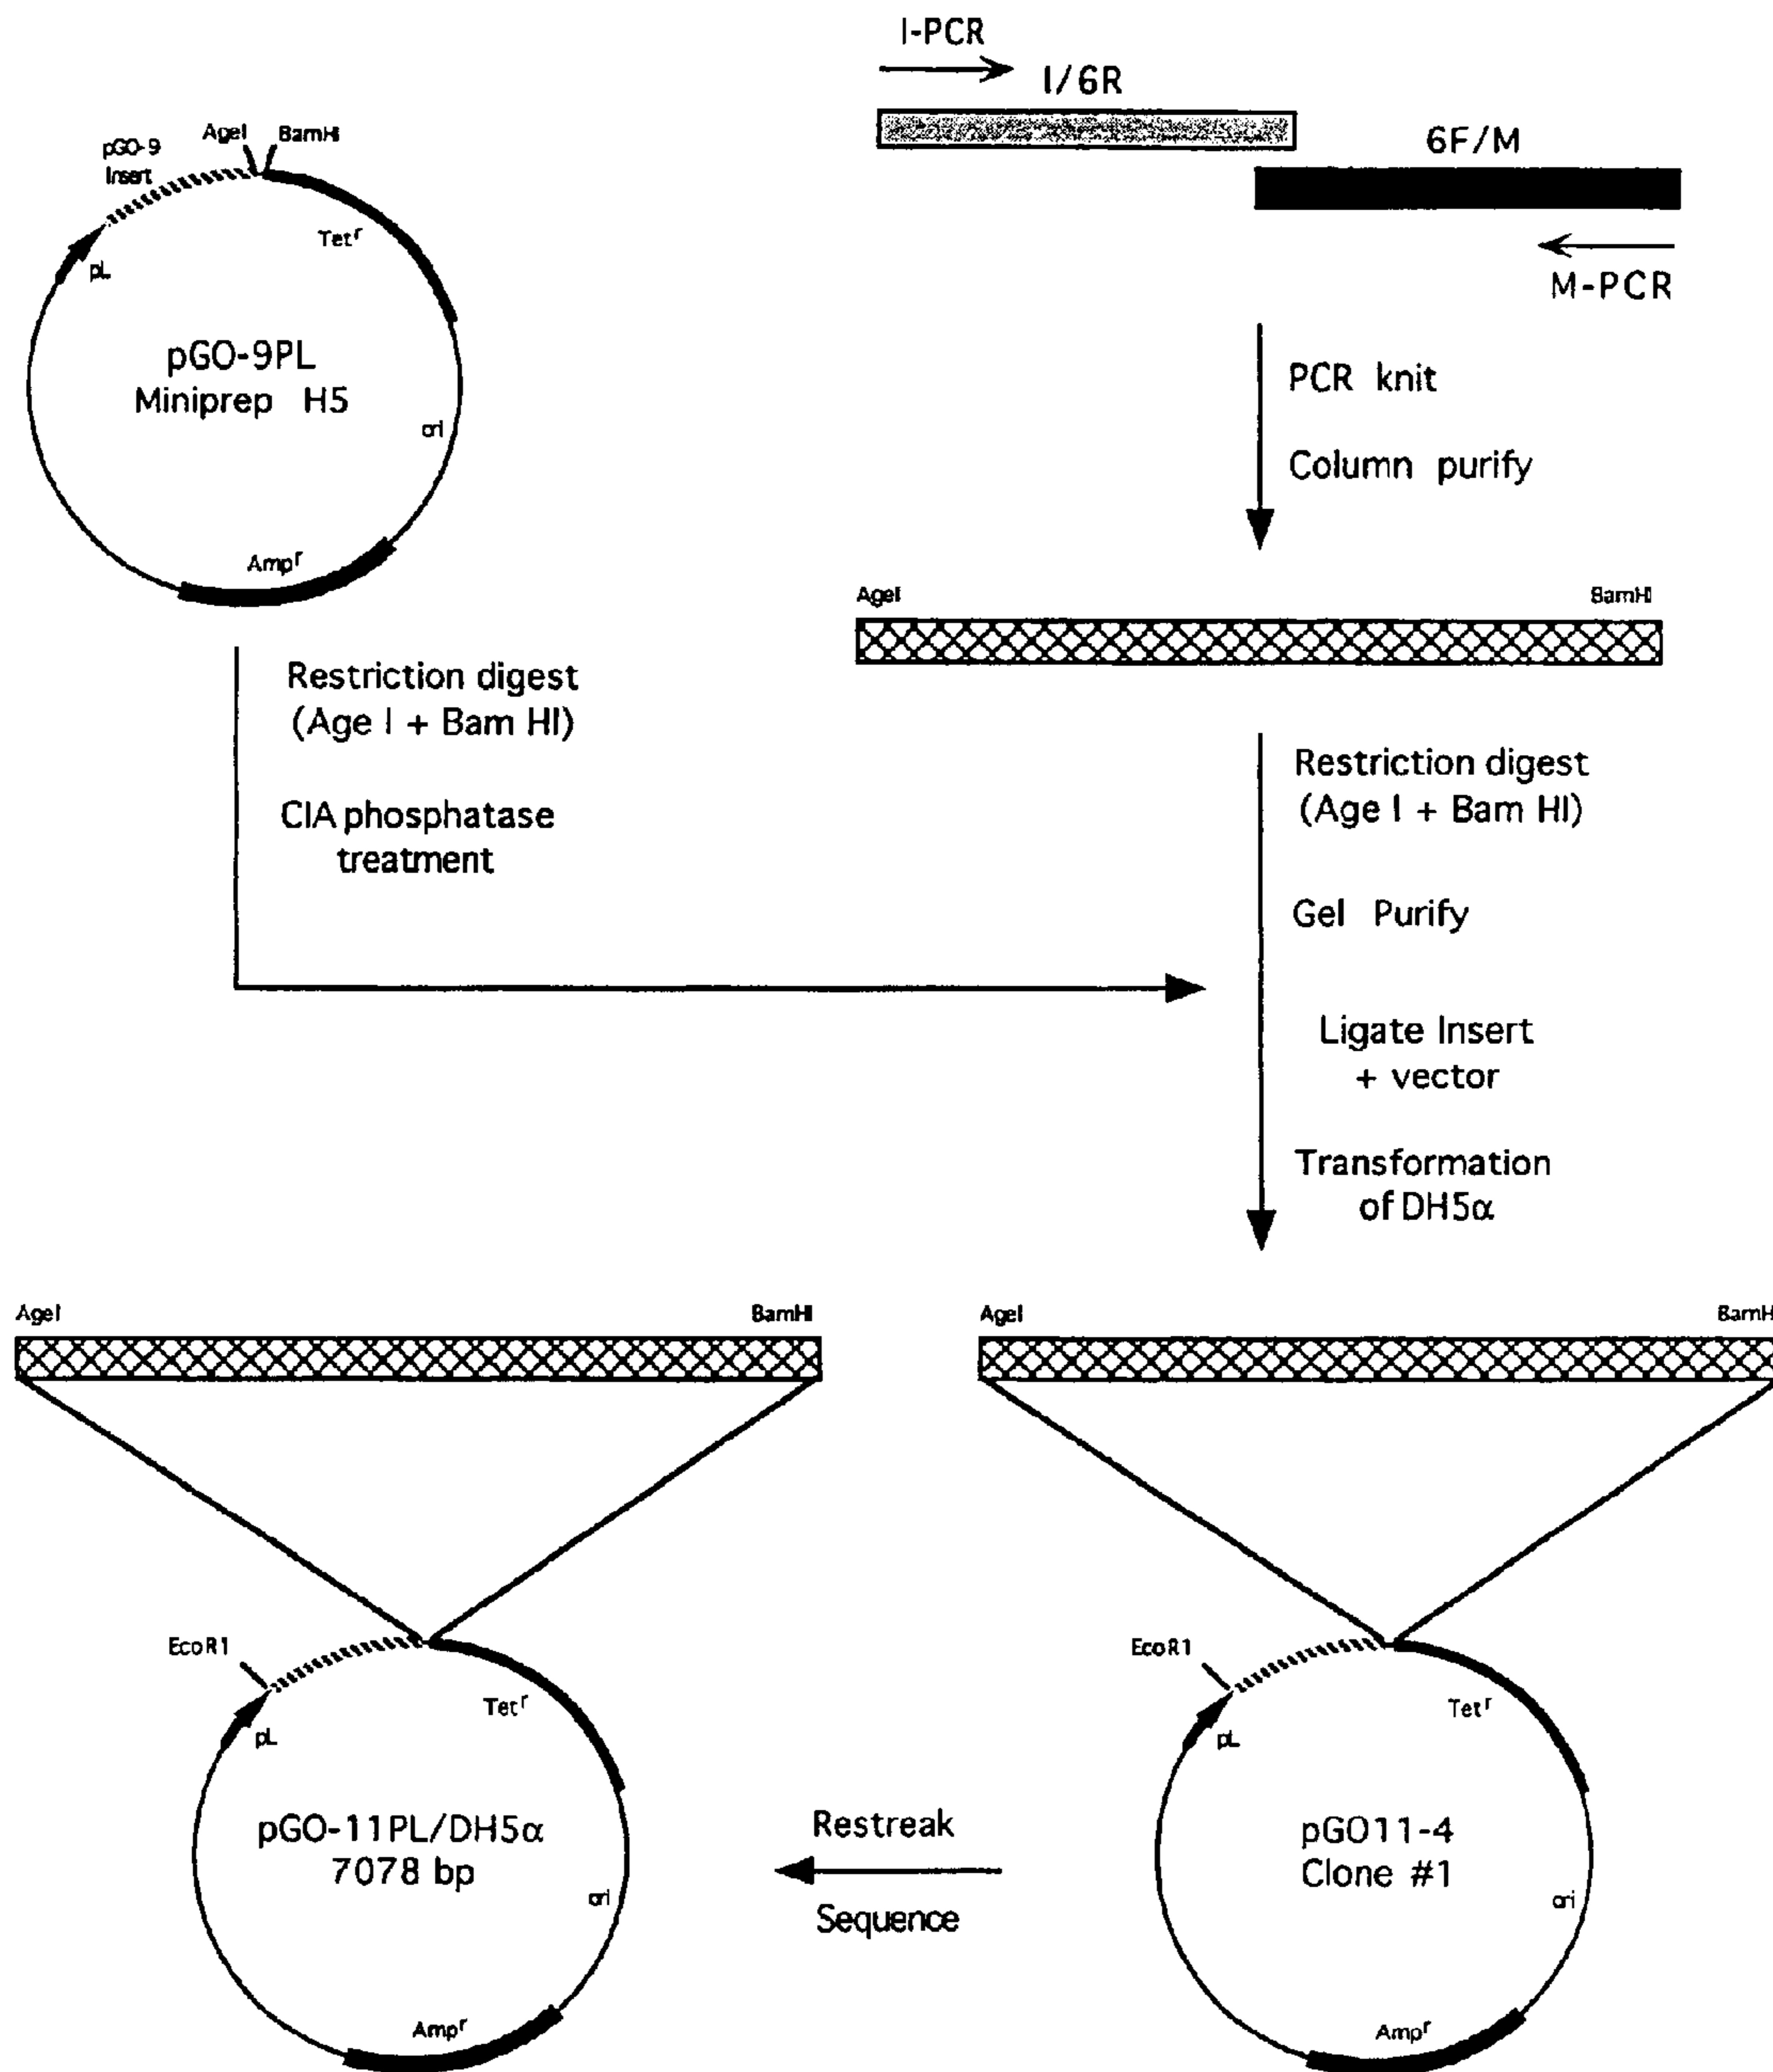 I-PCR
I/6R
6F/M
M-PCR
AgeI
BamHI
pGO-9
Insert
Tetʳ
pL
pGO-9PL
Miniprep H5
ori
Ampʳ
PCR knit
Column purify
AgeI
BamHI
Restriction digest
(Age I + Bam HI)
CIA phosphatase
treatment
Restriction digest
(Age I + Bam HI)
Gel Purify
Ligate Insert
+ vector
Transformation
of DH5α
AgeI
BamHI
EcoR1
Tetʳ
pL
pGO-11PL/DH5α
7078 bp
ori
Ampʳ
Restreak
Sequence
AgeI
BamHI
EcoR1
Tetʳ
pL
pGO11-4
Clone #1
ori
Ampʳ